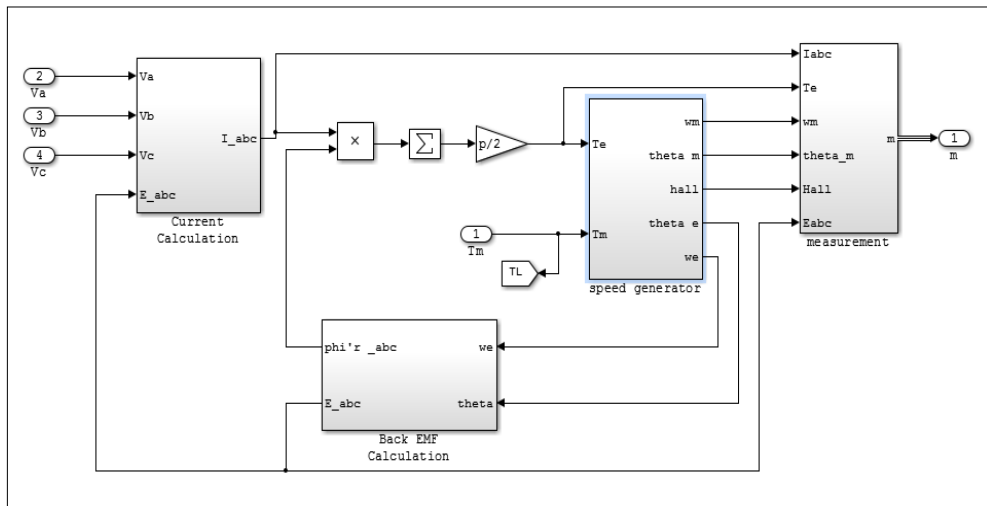 2
Va
3
Vb
4
Vc
Va
Vb
Vc
E_abc
I_abc
Current
Calculation
×
Σ
p/2
1
Tm
TL
Te
Tm
wm
theta m
hall
theta e
we
speed generator
Iabc
Te
wm
theta_m
Hall
Eabc
m
measurement
1
m
phi'r _abc
E_abc
we
theta
Back EMF
Calculation